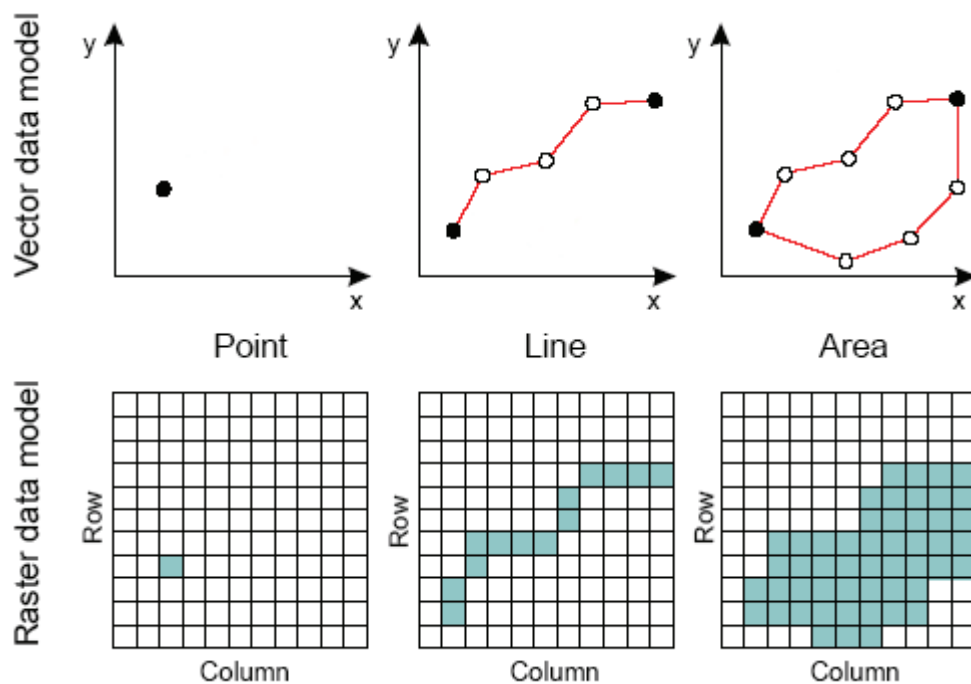 Vector data model
y
x
y
x
y
x
Point
Line
Area
Raster data model
Row
Column
Row
Column
Row
Column